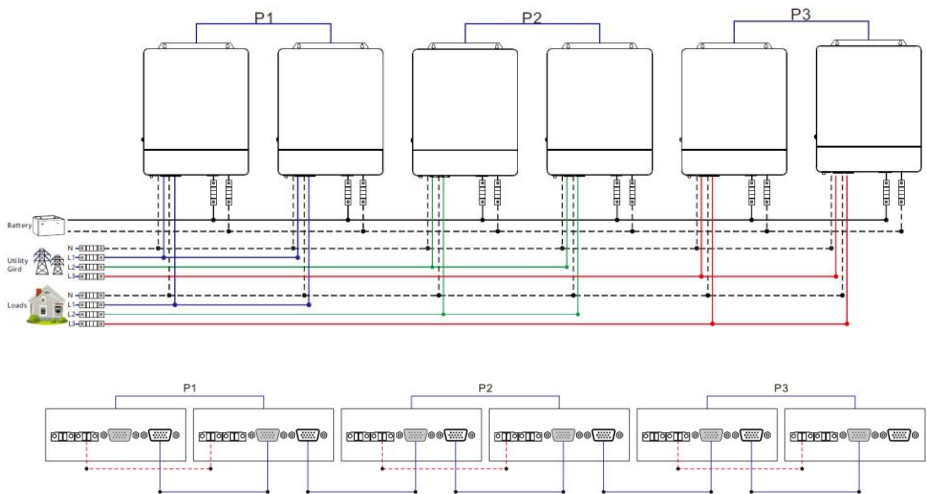 P1 P2 P3
Battery
Utility
Gird
N
L1
L2
L3
Loads
N
L1
L2
L3
P1 P2 P3